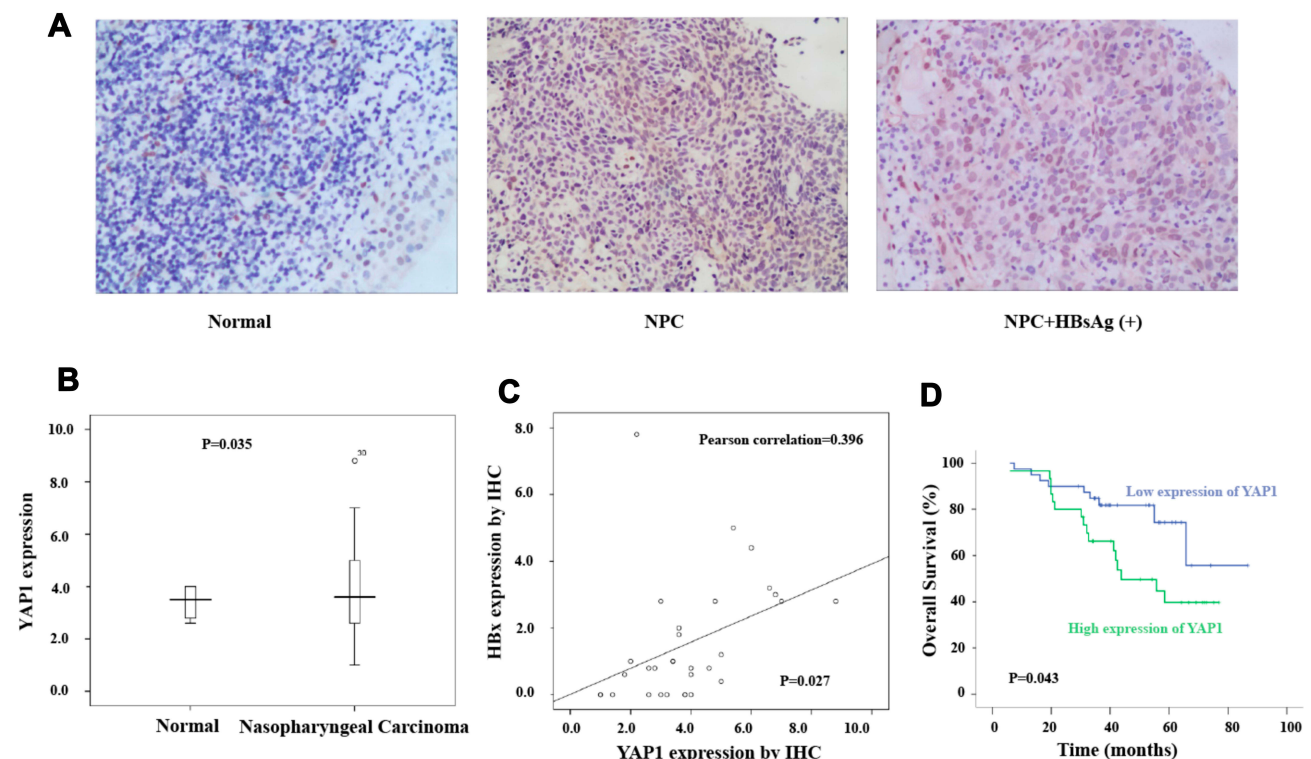 A
Normal
NPC
NPC+HBsAg (+)
B
YAP1 expression
10.0
8.0
6.0
4.0
2.0
0.0
P=0.035
Normal
Nasopharyngeal Carcinoma
C
HBx expression by IHC
8.0
6.0
4.0
2.0
0.0
Pearson correlation=0.396
P=0.027
0.0 2.0 4.0 6.0 8.0 10.0
YAP1 expression by IHC
D
Overall Survival (%)
100
80
60
40
20
0
Low expression of YAP1
High expression of YAP1
P=0.043
0 20 40 60 80 100
Time (months)